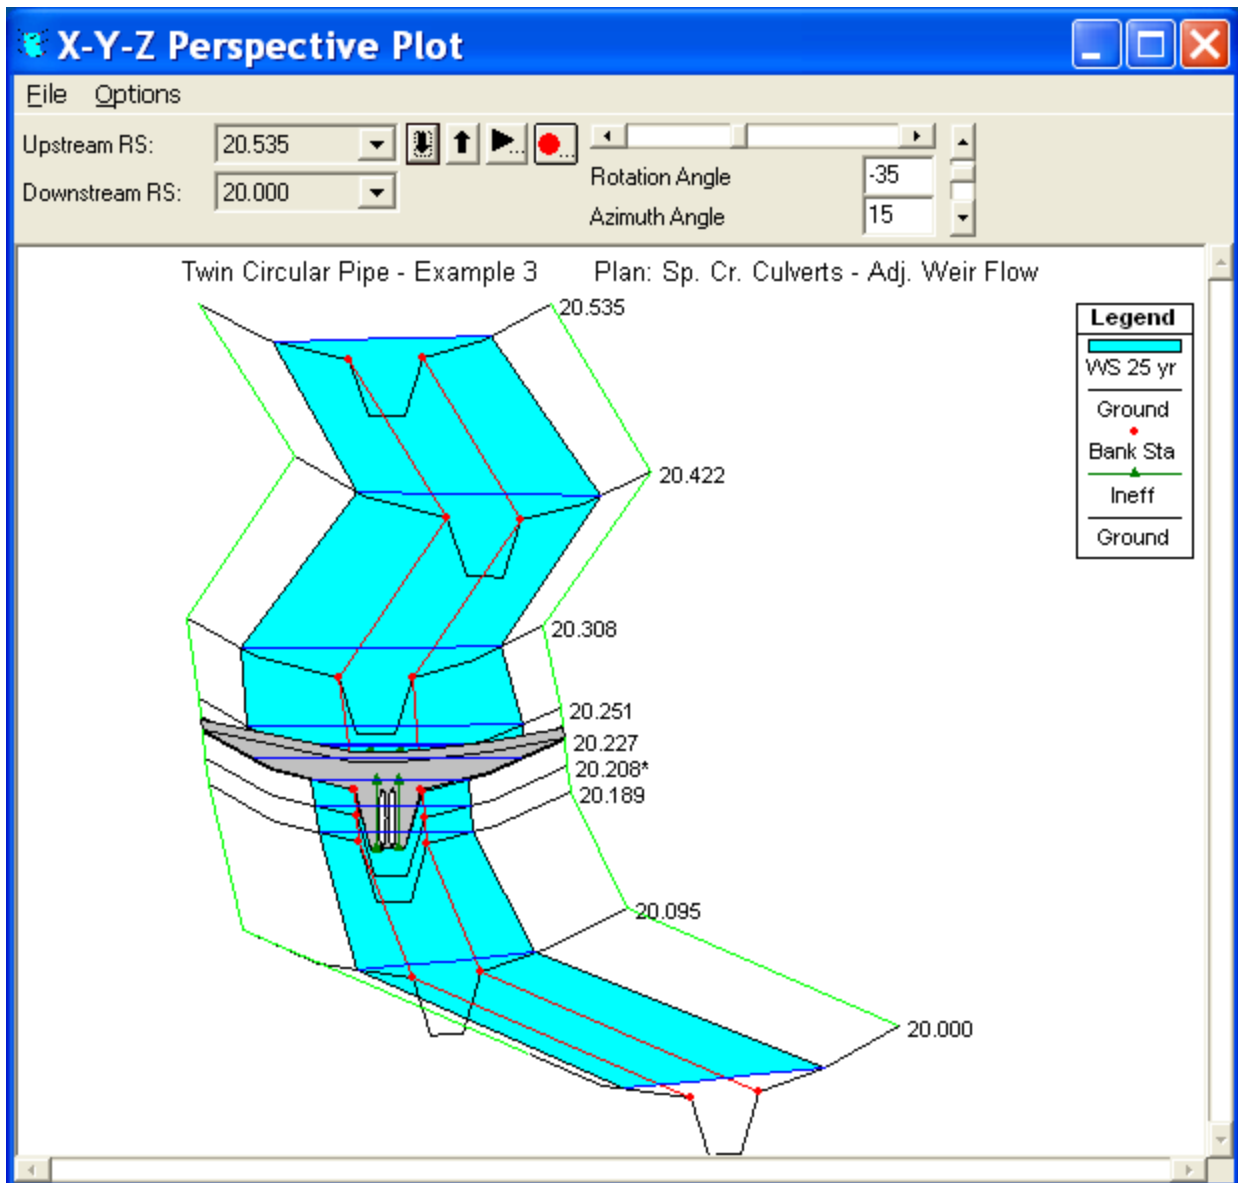 X-Y-Z Perspective Plot
File Options
Upstream RS: 20.535
Downstream RS: 20.000
Rotation Angle -35
Azimuth Angle 15
Twin Circular Pipe - Example 3 Plan: Sp. Cr. Culverts - Adj. Weir Flow
20.535
20.422
20.308
20.251
20.227
20.208*
20.189
20.095
20.000
Legend
WS 25 yr
Ground
Bank Sta
Ineff
Ground